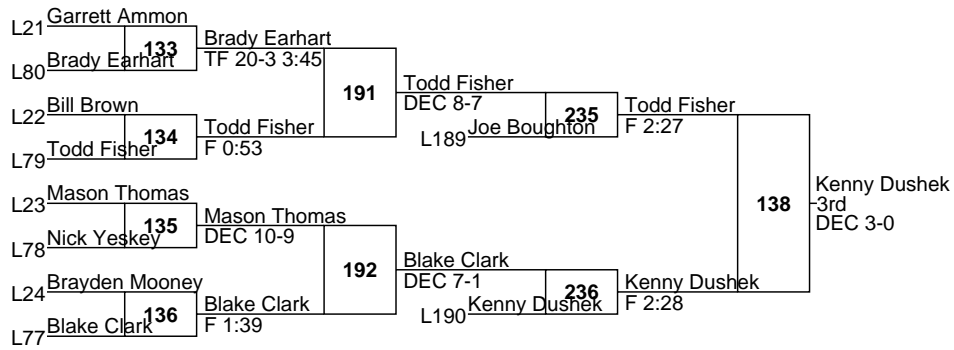 Garrett Ammon
L21
133
Brady Earhart
L80
Brady Earhart
TF 20-3 3:45
191
Todd Fisher
DEC 8-7
Bill Brown
L22
134
Todd Fisher
L79
Todd Fisher
F 0:53
L189
Joe Boughton
235
Todd Fisher
F 2:27
Mason Thomas
L23
135
Nick Yeskey
L78
Mason Thomas
DEC 10-9
192
Blake Clark
DEC 7-1
Brayden Mooney
L24
136
Blake Clark
L77
Blake Clark
F 1:39
L190
Kenny Dushek
236
Kenny Dushek
F 2:28
138
Kenny Dushek
3rd
DEC 3-0